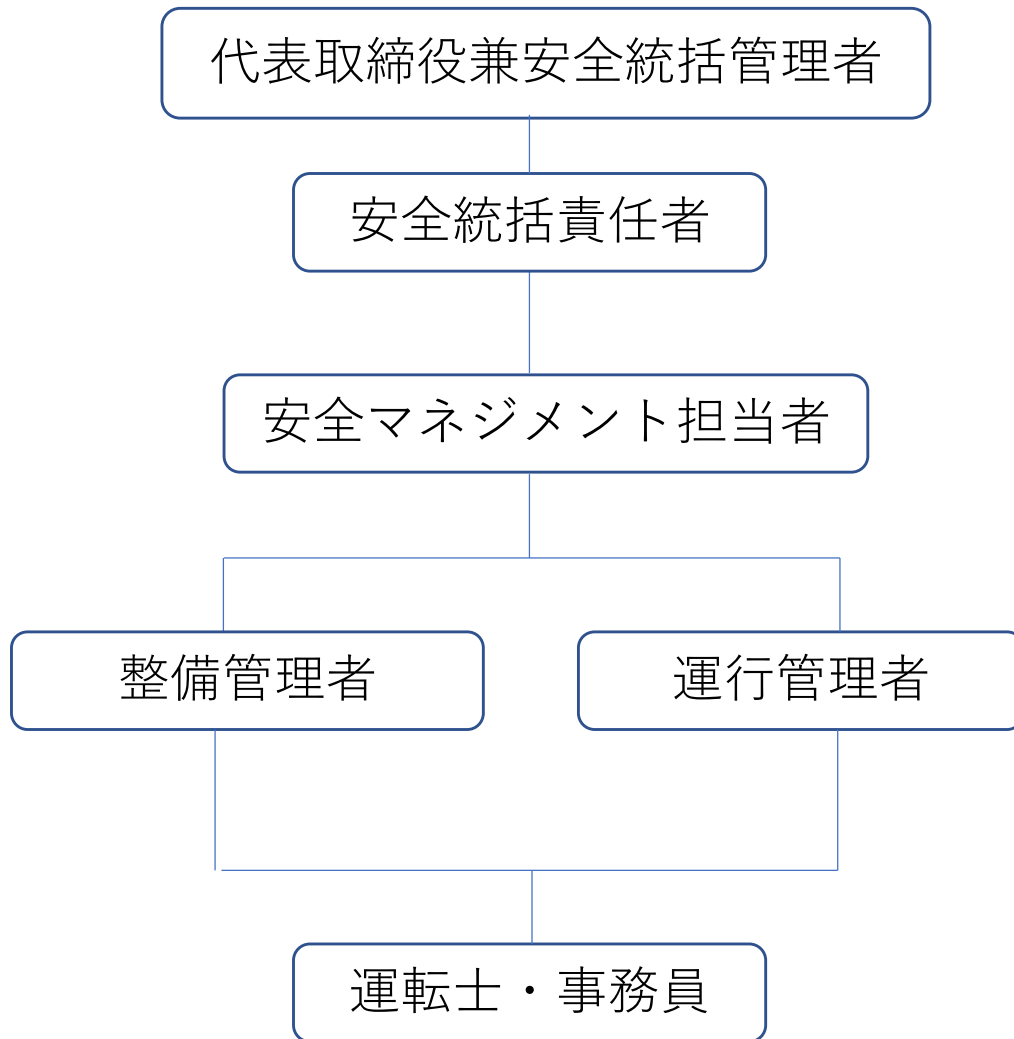 代表取締役兼安全統括管理者
安全統括責任者
安全マネジメント担当者
整備管理者
運行管理者
運転士・事務員